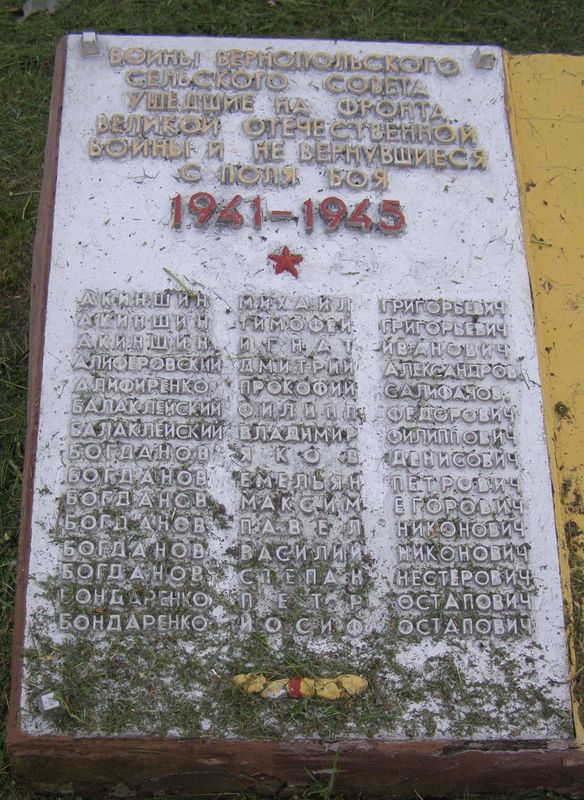 ВОИНЫ ВЕРНОПОЛЬСКОГО
СЕЛЬСКОГО СОВЕТА
УШЕДШИЕ НА ФРОНТА
ВЕЛИКОЙ ОТЕЧЕСТВЕННОЙ
ВОЙНЫ И НЕ ВЕРНУВШИЕСЯ
С ПОЛЯ БОЯ
1941-1945
АКИНШИН МИХАИЛ ГРИГОРЬЕВИЧ
АКИНШИН ТИМОФЕЙ ГРИГОРЬЕВИЧ
АКИНШИН ИГНАТ ИВАНОВИЧ
АЛИФЕРОВСКИЙ ДМИТРИЙ АЛЕКСАНДРОВ
АЛИФИРЕНКО ПРОКОФИЙ САЛИФАНОВ
БАЛАКЛЕЙСКИЙ ФИЛИПП ФЕДОРОВИЧ
БАЛАКЛЕЙСКИЙ ВЛАДИМИР ФИЛИППОВИЧ
БОГДАНОВ ЯКОВ ДЕНИСОВИЧ
БОГДАНОВ ЕМЕЛЬЯН ПЕТРОВИЧ
БОГДАНОВ МАКСИМ ЕГОРОВИЧ
БОГДАНОВ ПАВЕЛ НИКОНОВИЧ
БОГДАНОВ ВАСИЛИЙ НИКОНОВИЧ
БОГДАНОВ СТЕПАН НЕСТЕРОВИЧ
БОНДАРЕНКО ПЕТР ОСТАПОВИЧ
БОНДАРЕНКО ИОСИФ ОСТАПОВИЧ